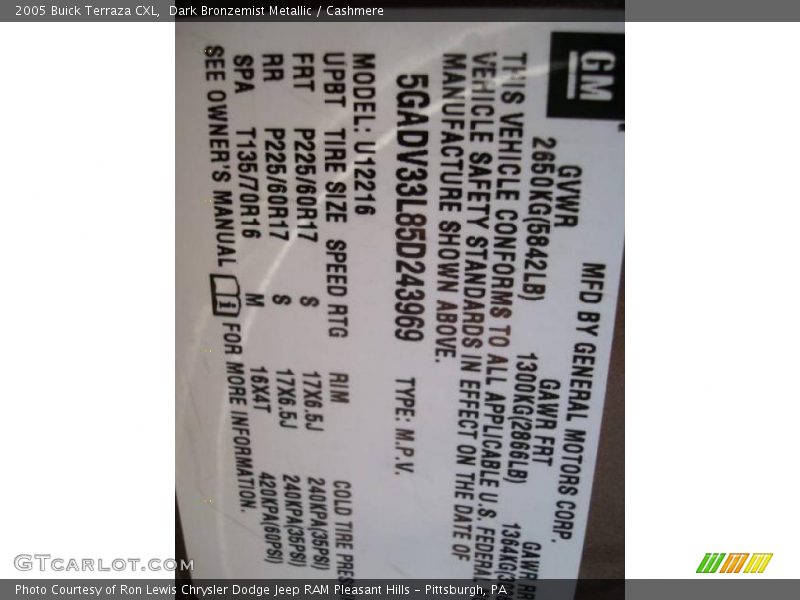 2005 Buick Terraza CXL, Dark Bronzemist Metallic / Cashmere
GM
MFD BY GENERAL MOTORS CORP.
GVWR GAWR FRT GAWR RR
2650KG(5842LB) 1300KG(2866LB)
THIS VEHICLE CONFORMS TO ALL APPLICABLE U.S. FEDERAL
VEHICLE SAFETY STANDARDS IN EFFECT ON THE DATE OF
MANUFACTURE SHOWN ABOVE.
5GADV33L85D243969 TYPE: M.P.V.
MODEL: U12216
UPBT TIRE SIZE SPEED RTG RIM COLD TIRE
FRT P225/60R17 S 17X6.5J 240KPA(35PSI)
RR P225/60R17 S 17X6.5J 240KPA(35PSI)
SPA T135/70R16 M 16X4T 420KPA(60PSI)
SEE OWNER'S MANUAL i FOR MORE INFORMATION.
GTCarlot.com
Photo Courtesy of Ron Lewis Chrysler Dodge Jeep RAM Pleasant Hills – Pittsburgh, PA